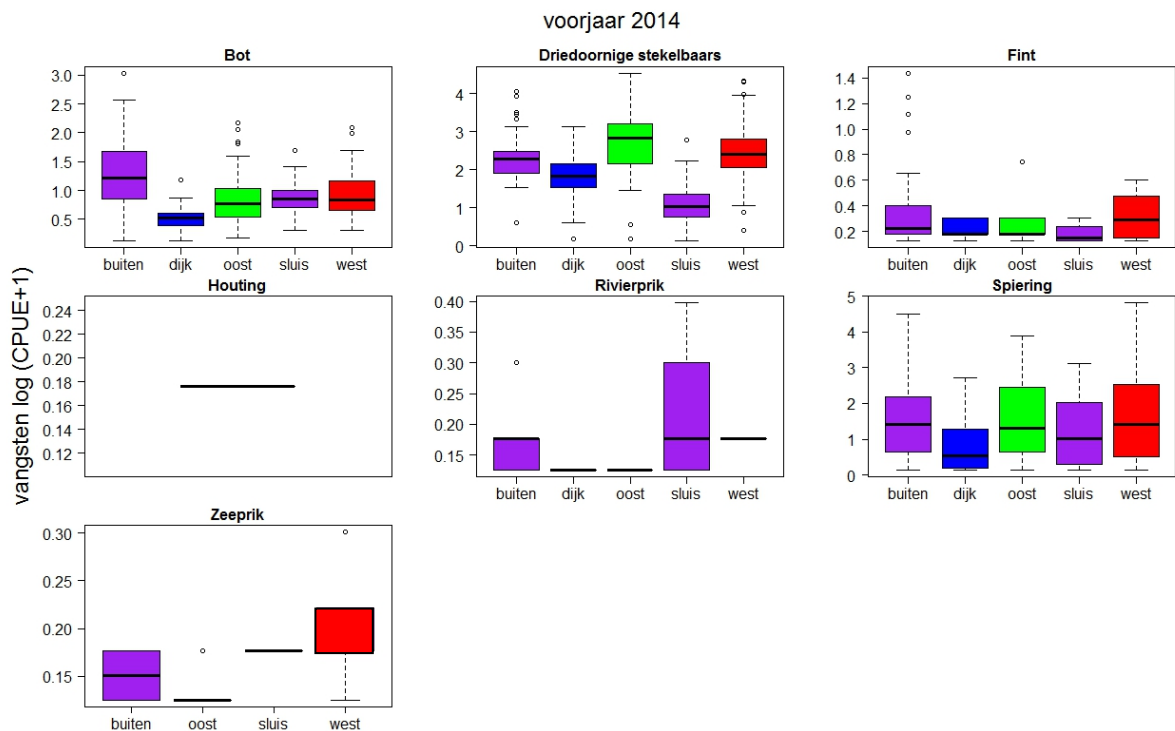 voorjaar 2014
vangsten log (CPUE+1)
Bot
3.0
2.5
2.0
1.5
1.0
0.5
buiten dijk oost sluis west
Driedoornige stekelbaars
4
3
2
1
0
buiten dijk oost sluis west
Fint
1.4
1.2
1.0
0.8
0.6
0.4
0.2
buiten dijk oost sluis west
Houting
0.24
0.22
0.20
0.18
0.16
0.14
0.12
Rivierprik
0.40
0.35
0.30
0.25
0.20
0.15
buiten dijk oost sluis west
Spiering
5
4
3
2
1
0
buiten dijk oost sluis west
Zeeprik
0.30
0.25
0.20
0.15
buiten oost sluis west